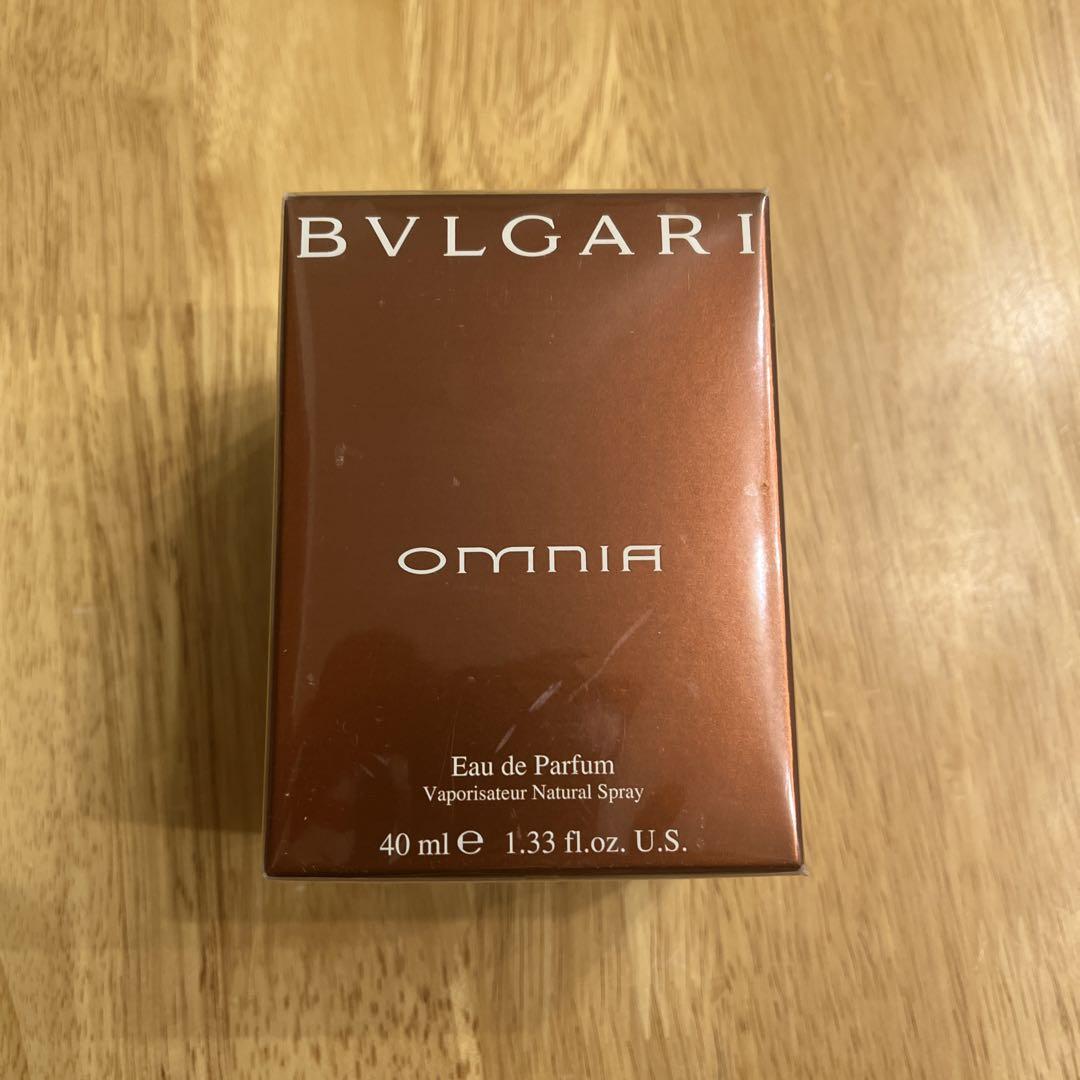 BVLGARI
OMNIA
Eau de Parfum
Vaporisateur Natural Spray
40 ml ℮ 1.33 fl.oz. U.S.